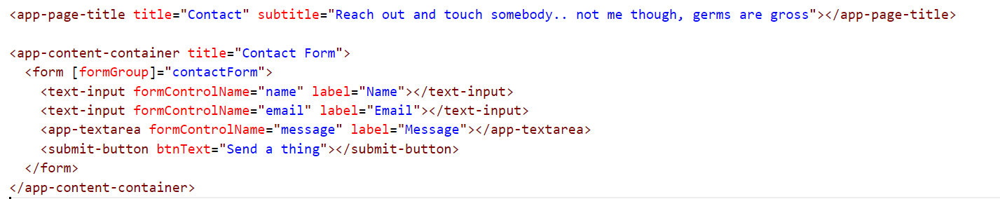 <app-page-title title="Contact" subtitle="Reach out and touch somebody.. not me though, germs are gross"></app-page-title>
<app-content-container title="Contact Form">
<form [formGroup]="contactForm">
<text-input formControlName="name" label="Name"></text-input>
<text-input formControlName="email" label="Email"></text-input>
<app-textarea formControlName="message" label="Message"></app-textarea>
<submit-button btnText="Send a thing"></submit-button>
</form>
</app-content-container>